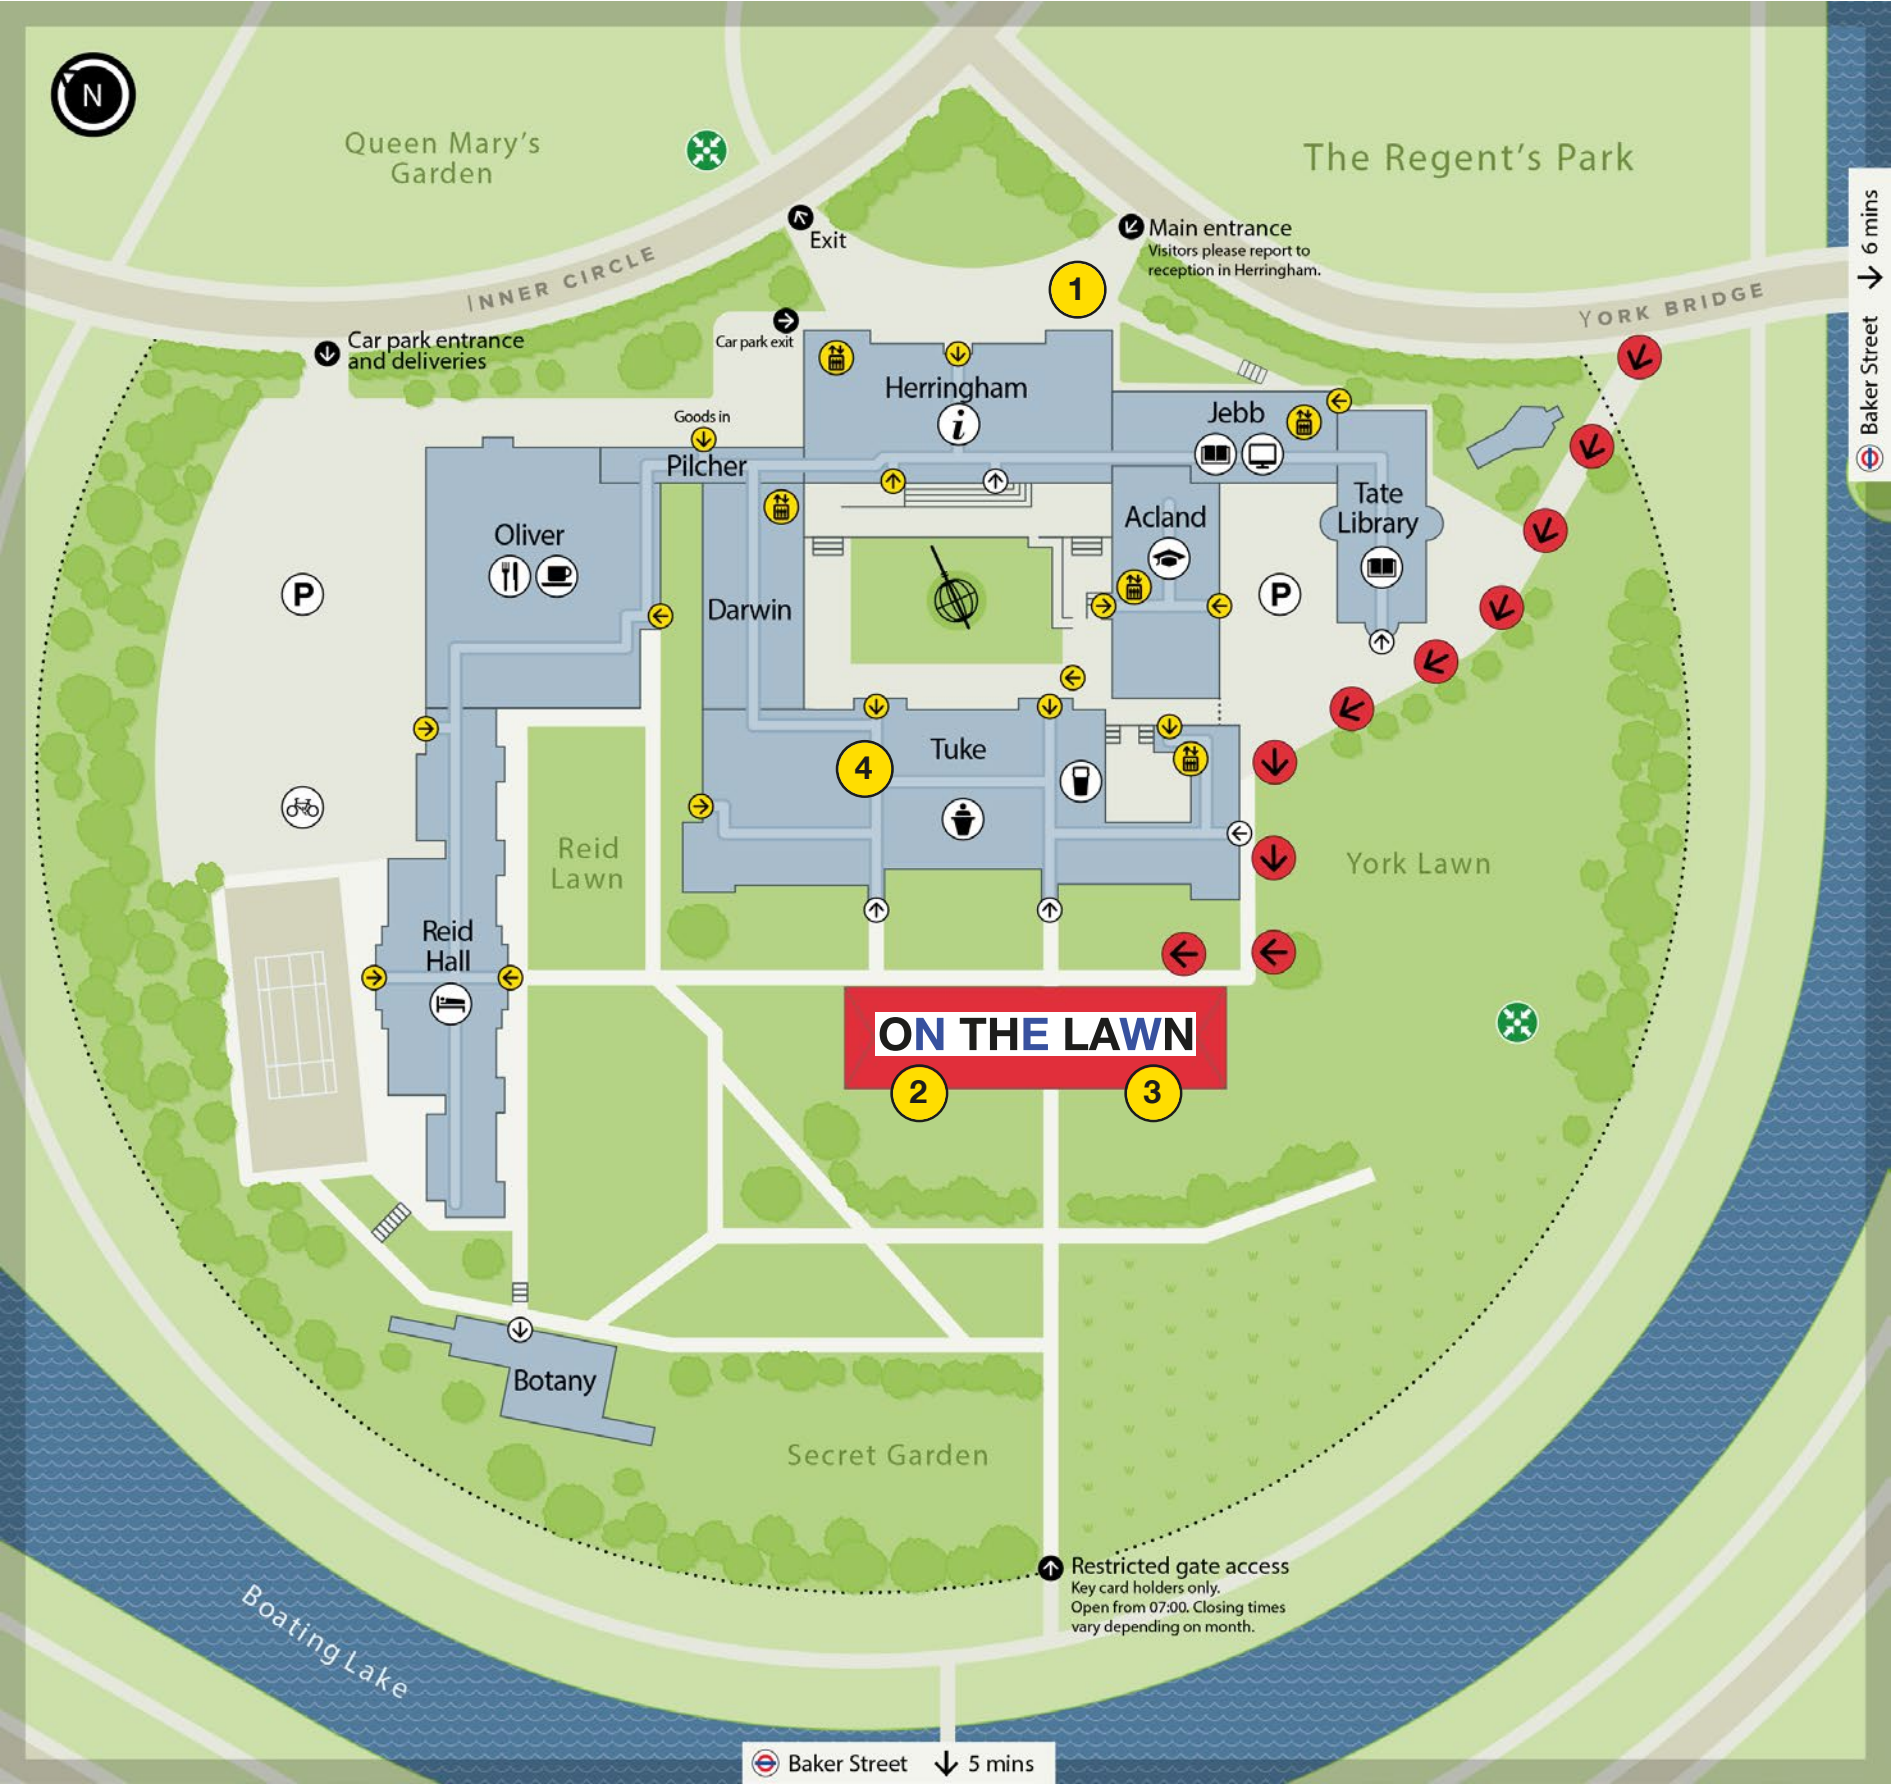 N
Queen Mary's
Garden
The Regent's Park
Exit
Main entrance
Visitors please report to
reception in Herringham.
6 mins
Baker Street
INNER CIRCLE
YORK BRIDGE
1
Car park entrance
and deliveries
Car park exit
Herringham
i
Goods in
Pilcher
Jebb
Tate
Library
Acland
Oliver
P
Darwin
P
Tuke
4
Reid
Lawn
York Lawn
Reid
Hall
ON THE LAWN
2
3
Botany
Secret Garden
Restricted gate access
Key card holders only.
Open from 07:00. Closing times
vary depending on month.
Boating Lake
Baker Street
5 mins